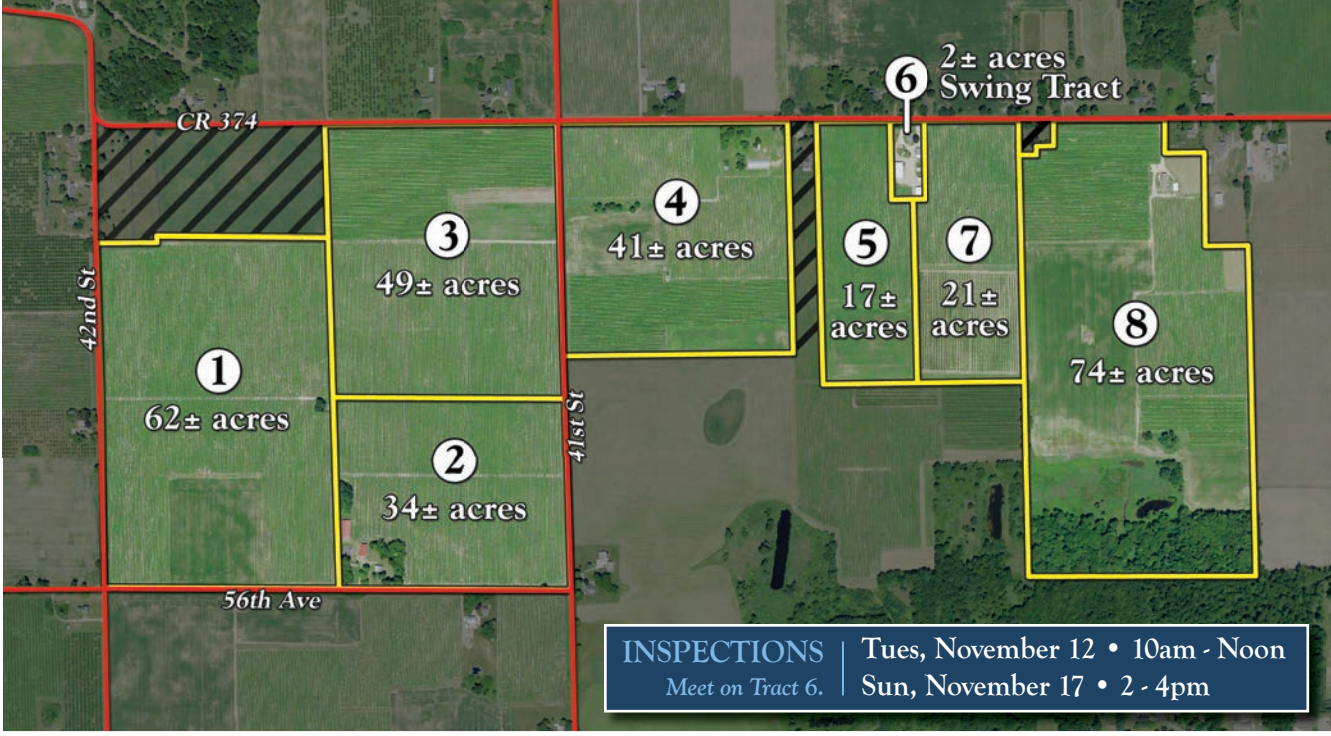 6
2± acres
Swing Tract
CR 374
3
49± acres
4
41± acres
5
17±
acres
7
21±
acres
8
74± acres
42nd St
1
62± acres
41st St
2
34± acres
56th Ave
INSPECTIONS
Meet on Tract 6.
Tues, November 12 • 10am - Noon
Sun, November 17 • 2 - 4pm